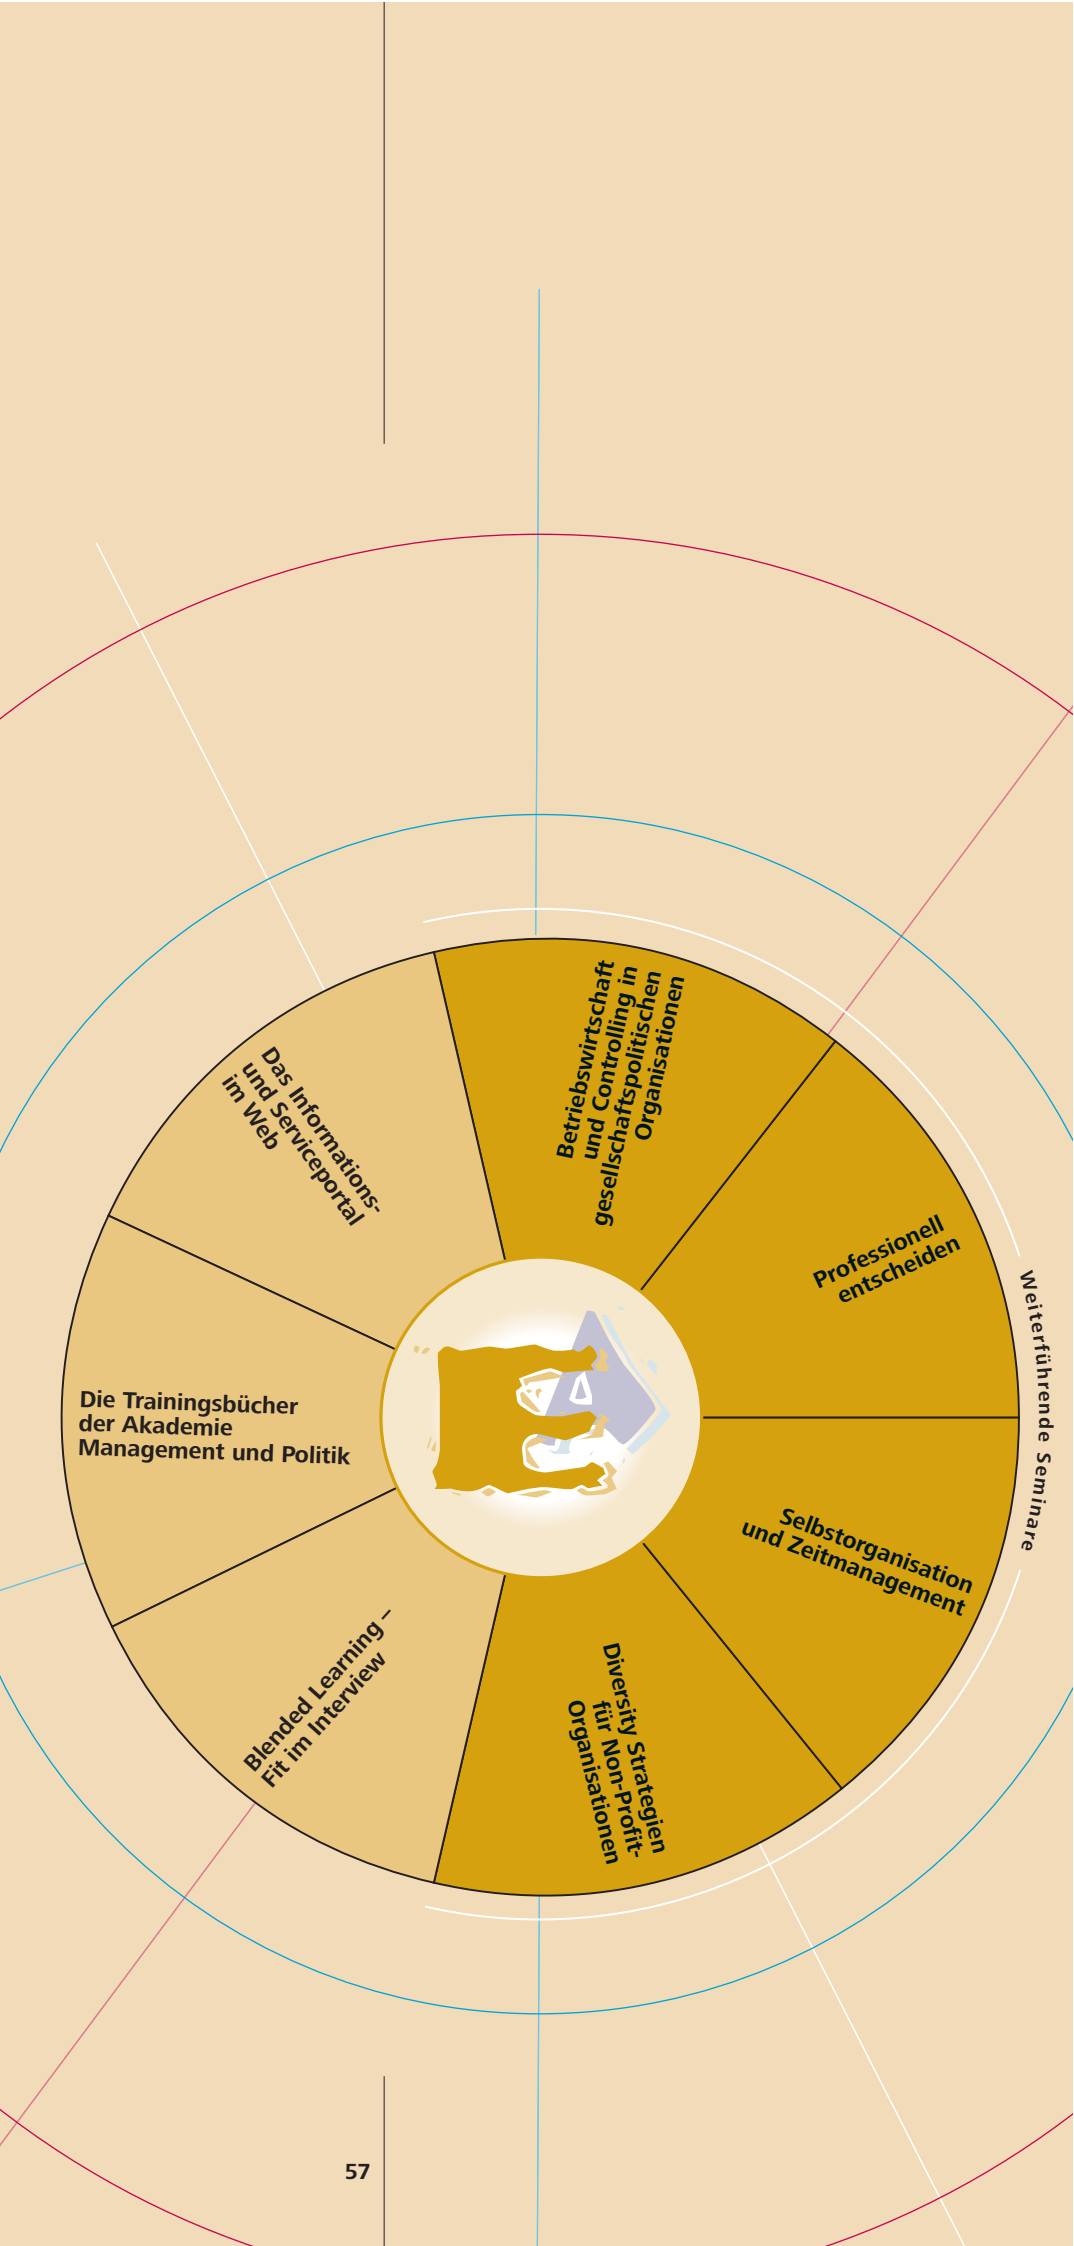 Betriebswirtschaft
und Controlling in
gesellschaftspolitischen
Organisationen
Professionell
entscheiden
Weiterführende Seminare
Selbstorganisation
und Zeitmanagement
Diversity Strategien
für Non-Profit-
Organisationen
Blended Learning –
Fit im Interview
Die Trainingsbücher
der Akademie
Management und Politik
Das Informations-
und Serviceportal
im Web
57